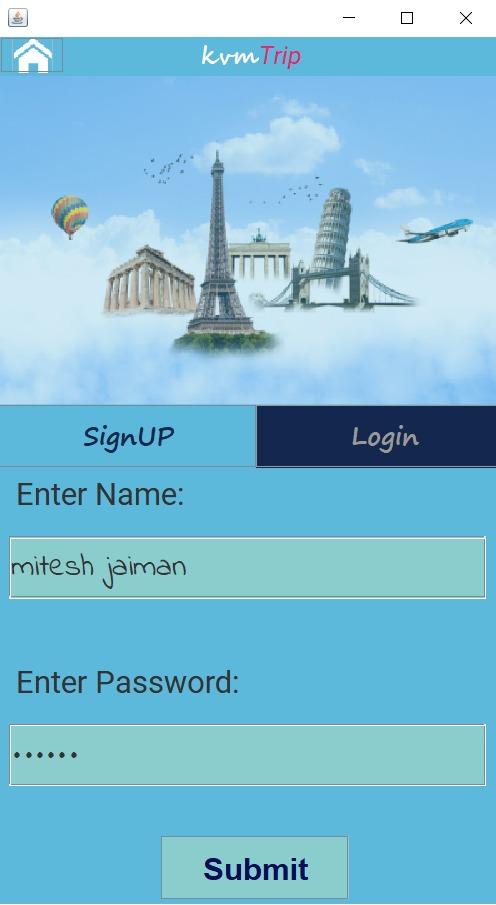 kvmTrip
SignUP Login
Enter Name:
mitesh jaiman
Enter Password:
••••••
Submit